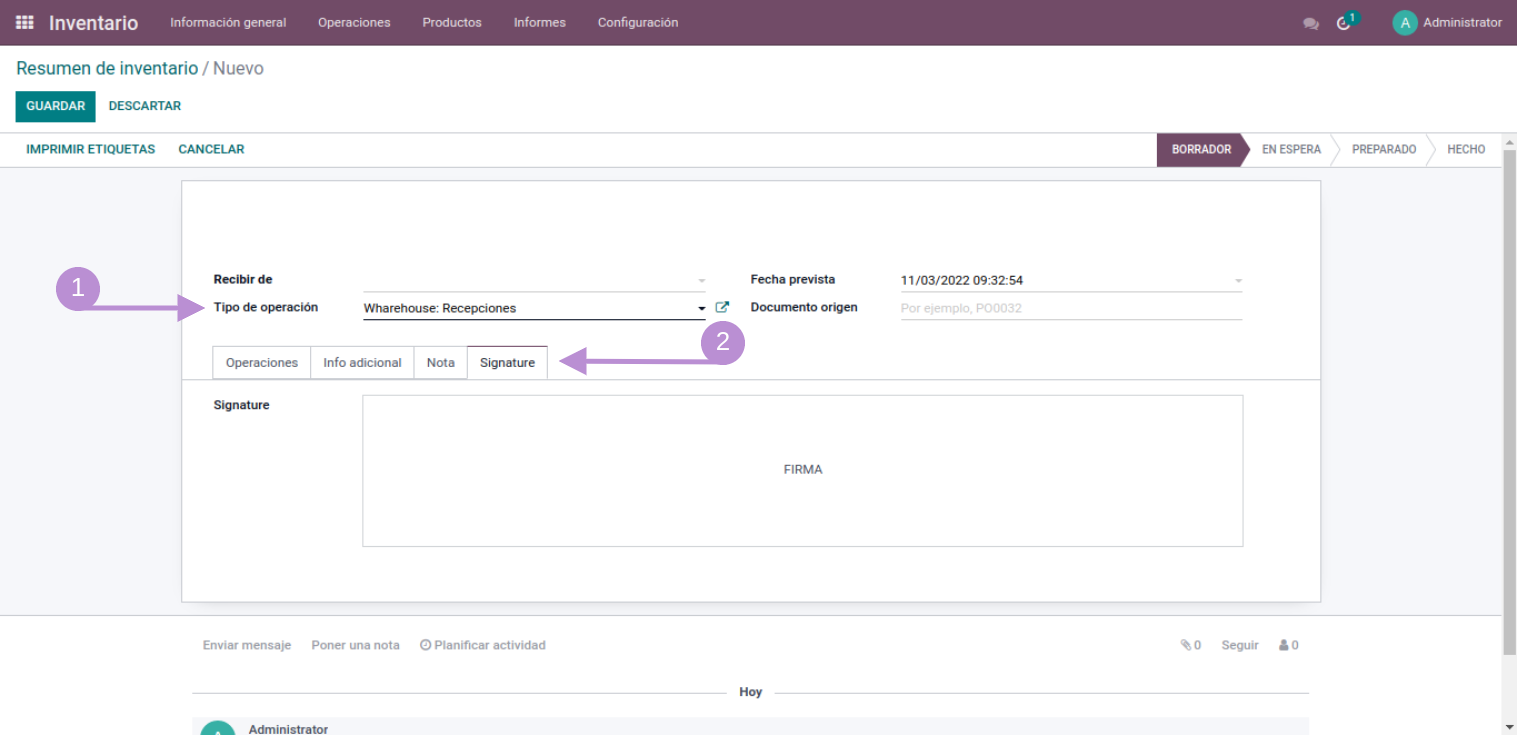 Inventario Información general Operaciones Productos Informes Configuración 1 A Administrator
Resumen de inventario / Nuevo
GUARDAR DESCARTAR
IMPRIMIR ETIQUETAS CANCELAR BORRADOR EN ESPERA PREPARADO HECHO
Recibir de Fecha prevista 11/03/2022 09:32:54
1
Tipo de operación Wharehouse: Recepciones Documento origen Por ejemplo, PO0032
2
Operaciones Info adicional Nota Signature
Signature
FIRMA
Enviar mensaje Poner una nota Planificar actividad 0 Seguir 0
Hoy
A Administrator